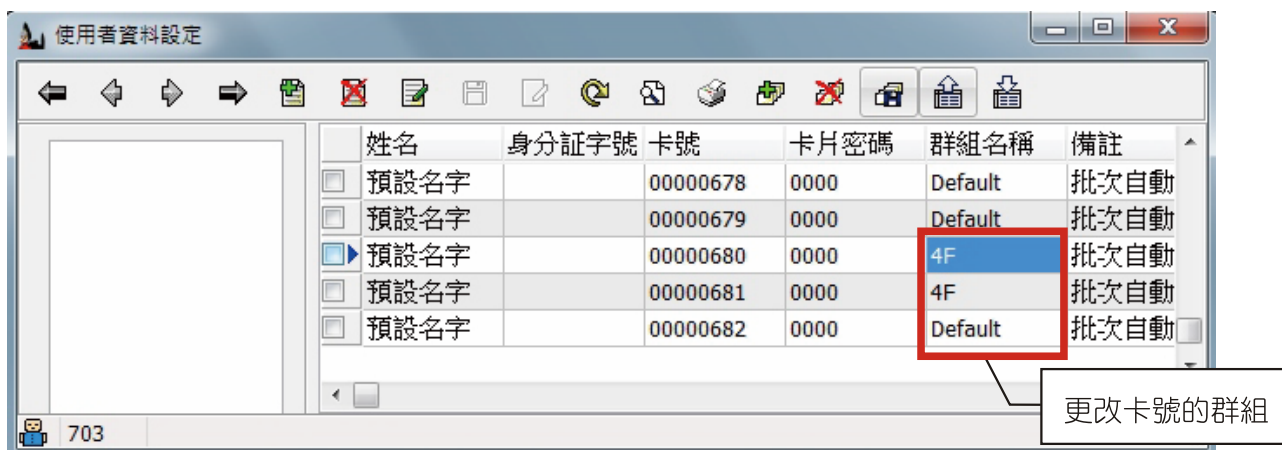 使用者資料設定
姓名 身分証字號 卡號 卡片密碼 群組名稱 備註
預設名字 00000678 0000 Default 批次自動
預設名字 00000679 0000 Default 批次自動
預設名字 00000680 0000 4F 批次自動
預設名字 00000681 0000 4F 批次自動
預設名字 00000682 0000 Default 批次自動
更改卡號的群組
703